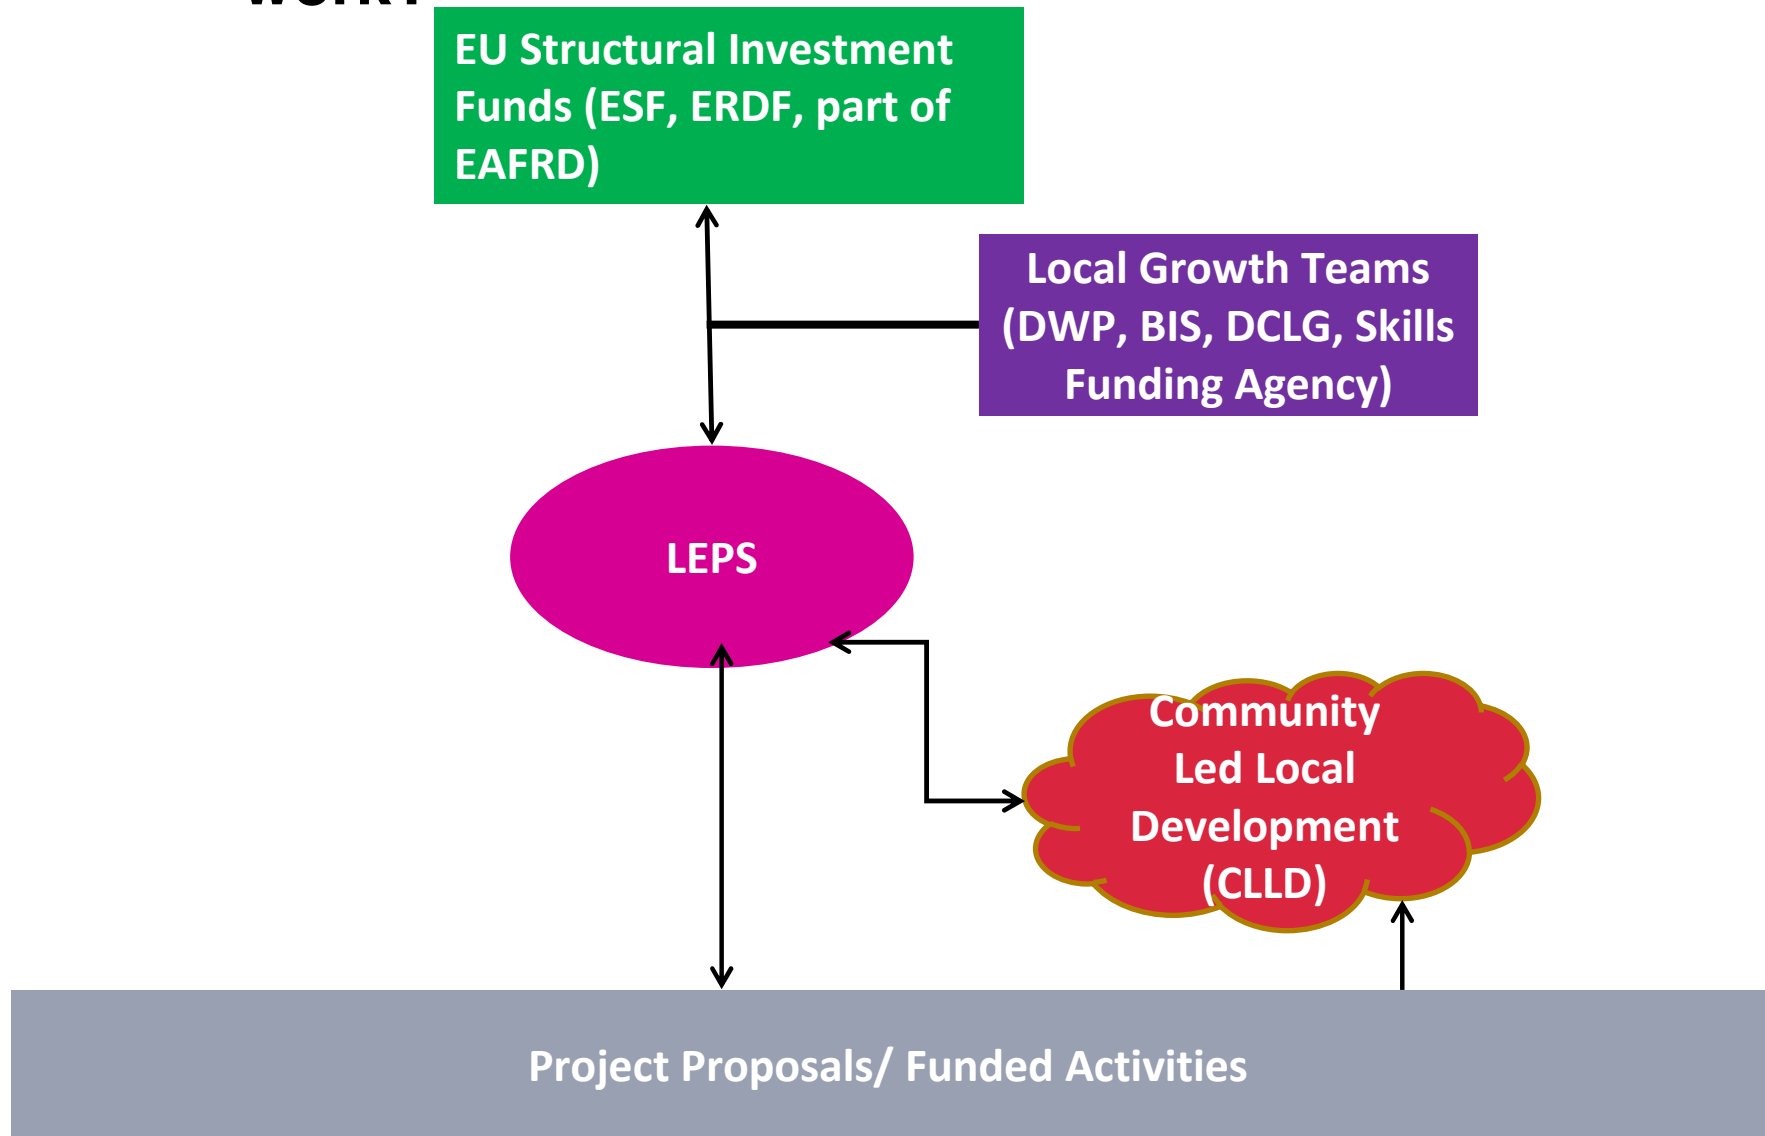 EU Structural Investment
Funds (ESF, ERDF, part of
EAFRD)
Local Growth Teams
(DWP, BIS, DCLG, Skills
Funding Agency)
LEPS
Community
Led Local
Development
(CLLD)
Project Proposals/ Funded Activities